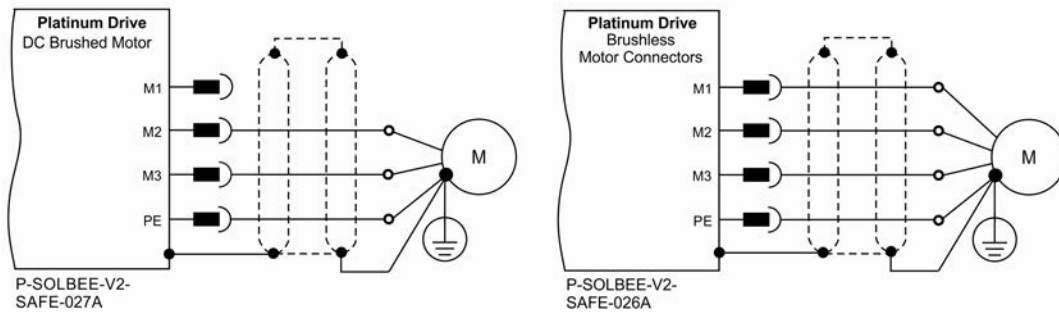 Platinum Drive
DC Brushed Motor
M1
M2
M3
PE
M
P-SOLBEE-V2-
SAFE-027A
Platinum Drive
Brushless
Motor Connectors
M1
M2
M3
PE
M
P-SOLBEE-V2-
SAFE-026A